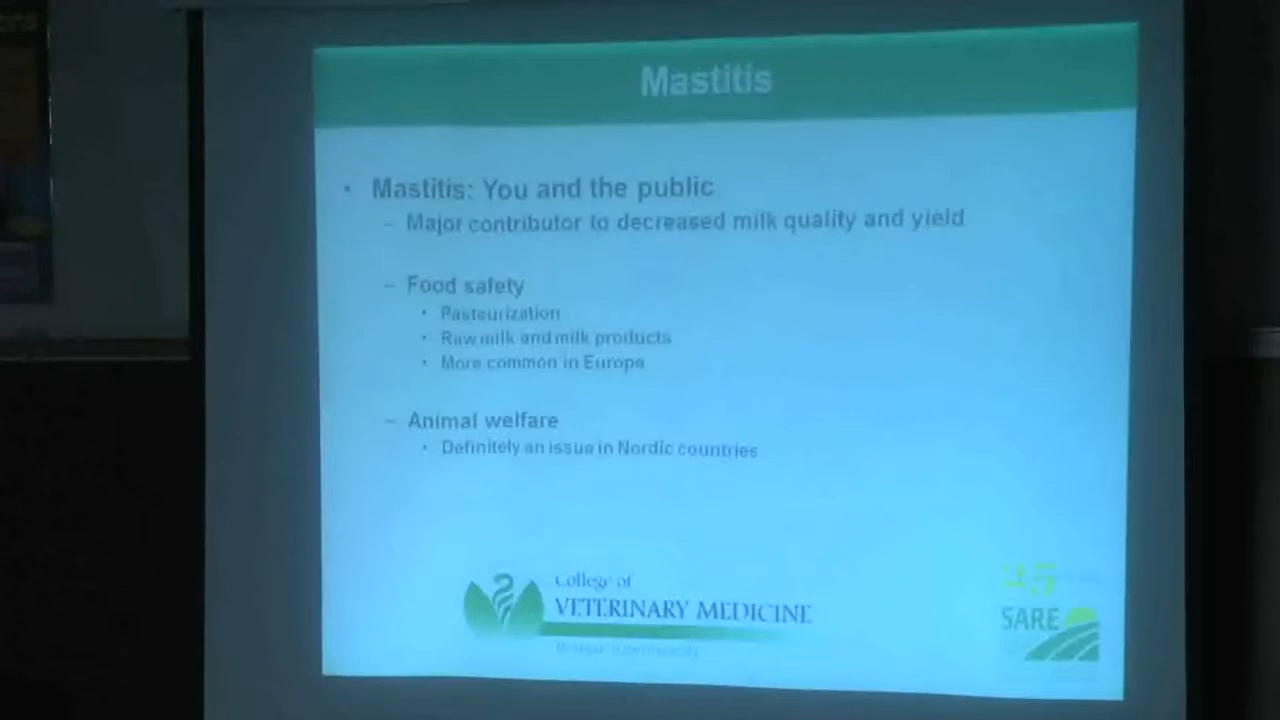 Mastitis
• Mastitis: You and the public
– Major contributor to decreased milk quality and yield
– Food safety
• Pasteurization
• Raw milk and milk products
• More common in Europe
– Animal welfare
• Definitely an issue in Nordic countries
College of
VETERINARY MEDICINE
25
SARE